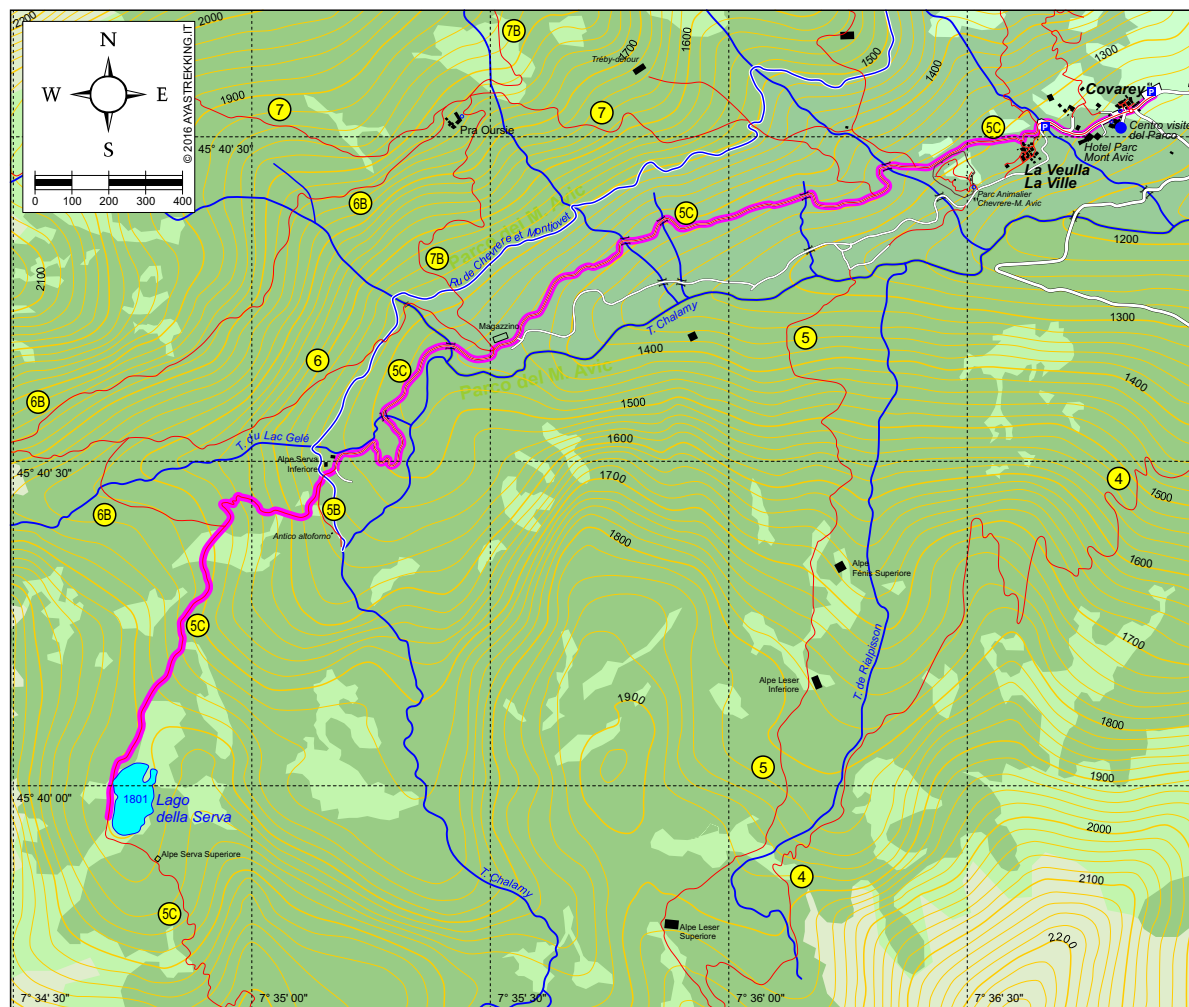 2200
2000
7B
1700
1600
1500
1400
1300
N
W
E
S
© 2016 AYASTREKKING.IT
0 100 200 300 400
Tréby-défour
1900
7
7
45° 40' 30"
Pra Oursie
5C
Covarey
P
P
Centro visite
del Parco
Hotel Parc
Mont Avic
La Veulla
La Ville
Parc Animalier
Chevrere-M. Avic
6B
7B
5C
Ru de Chevrere et Montjovet
2100
1200
Magazzino
T. Chalamy
1300
1400
5
6
5C
Parco del M. Avic
1400
6B
1500
T. du Lac Gelé
1600
45° 40' 30"
Alpe Serva
Inferiore
1700
4
1500
6B
5B
Antico altoforno
1800
1600
Alpe
Fénis Superiore
5C
1700
T. de Rialpisson
Alpe Leser
Inferiore
1900
1800
5
1900
45° 40' 00"
1801
Lago
della Serva
2000
Alpe Serva Superiore
T. Chalamy
4
2100
5C
Alpe Leser
Superiore
2200
7° 34' 30"
7° 35' 00"
7° 35' 30"
7° 36' 00"
7° 36' 30"